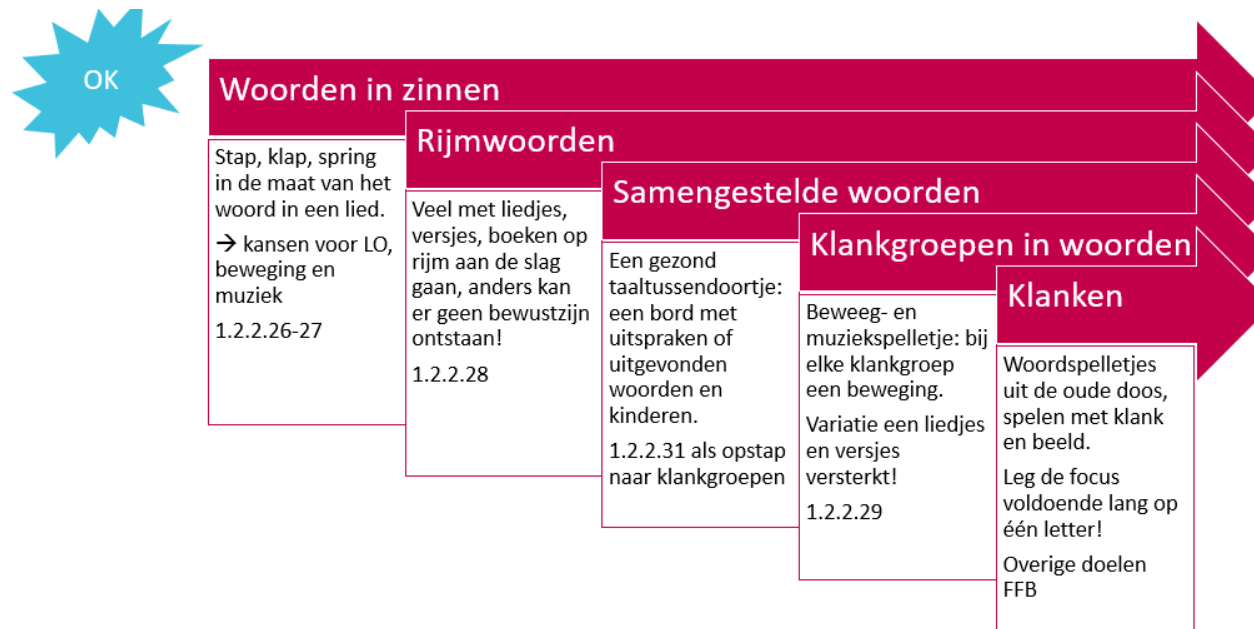 OK
Woorden in zinnen
Stap, klap, spring
in de maat van het
woord in een lied.
→ kansen voor LO,
beweging en
muziek
1.2.2.26-27
Rijmwoorden
Veel met liedjes,
versjes, boeken op
rijm aan de slag
gaan, anders kan
er geen bewustzijn
ontstaan!
1.2.2.28
Samengestelde woorden
Een gezond
taaltussendoortje:
een bord met
uitspraken of
uitgevonden
woorden en
kinderen.
1.2.2.31 als opstap
naar klankgroepen
Klankgroepen in woorden
Beweeg- en
muziekspelletje: bij
elke klankgroep
een beweging.
Variatie een liedjes
en versjes
versterkt!
1.2.2.29
Klanken
Woordspelletjes
uit de oude doos,
spelen met klank
en beeld.
Leg de focus
voldoende lang op
één letter!
Overige doelen
FFB